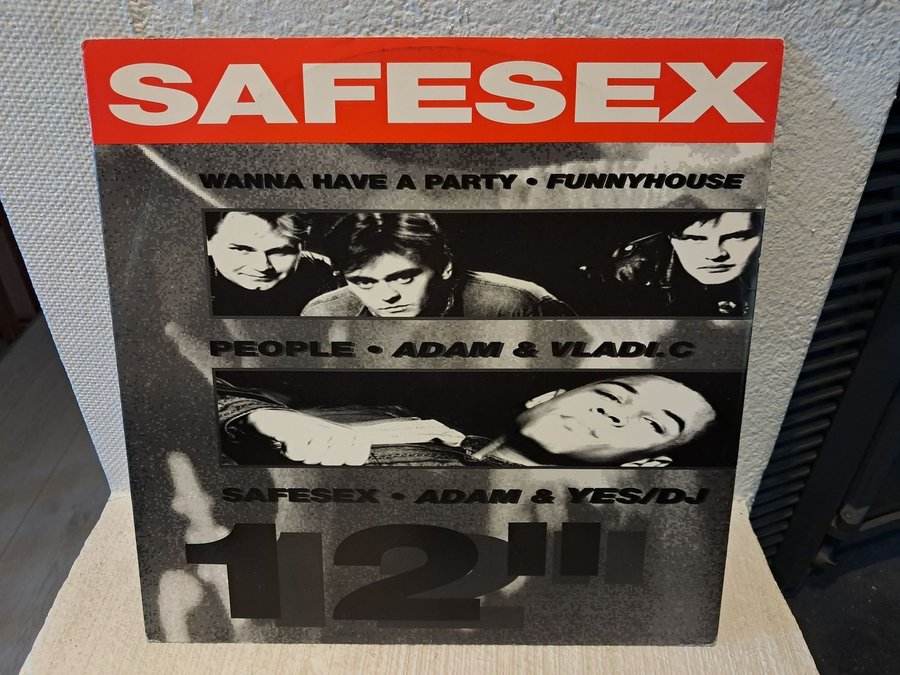 SAFESEX
WANNA HAVE A PARTY • FUNNYHOUSE
PEOPLE • ADAM & VLADI.C
SAFESEX • ADAM & YES/DJ
12"